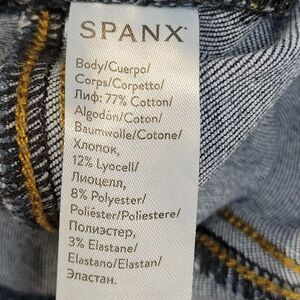 SPANX
Body/Cuerpo/
Corps/Corpetto/
Лиф: 77% Cotton/
Algodón/Coton/
Baumwolle/Cotone/
Хлопок,
12% Lyocell/
Лиоцелл,
8% Polyester/
Poliéster/Poliestere/
Полиэстер,
3% Elastane/
Elastano/Elastan/
Эластан.